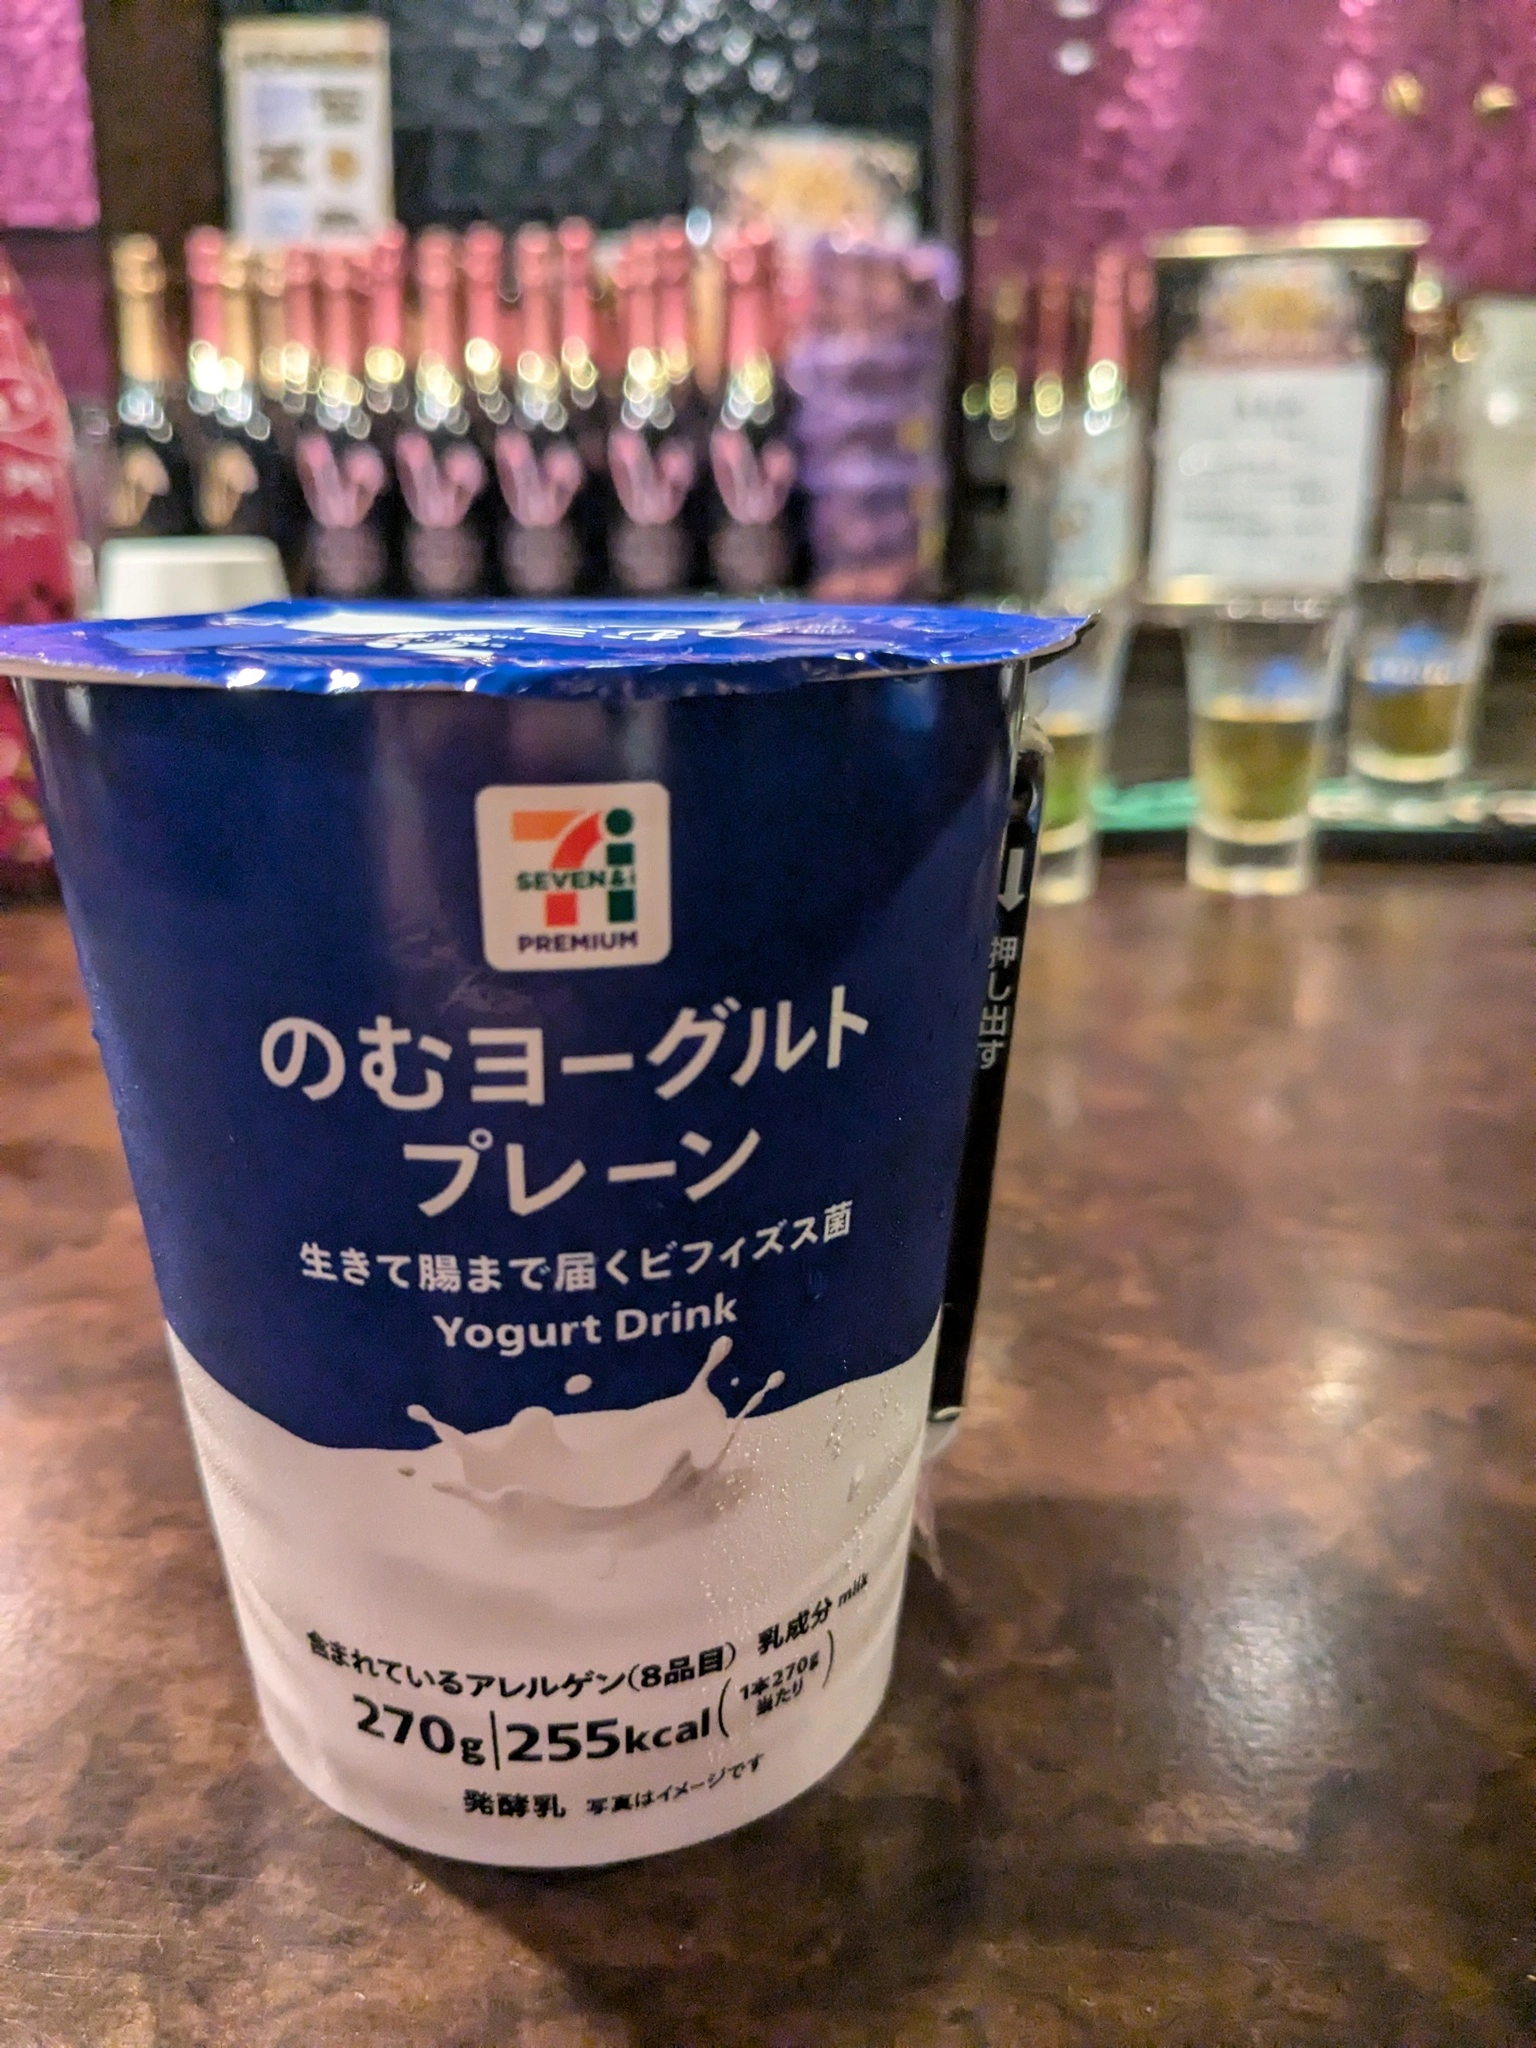 SEVEN&i
PREMIUM
のむヨーグルト
プレーン
生きて腸まで届くビフィズス菌
Yogurt Drink
含まれているアレルゲン(8品目) 乳成分 milk
270g|255kcal(1本270g
当たり)
発酵乳 写真はイメージです
押し出す